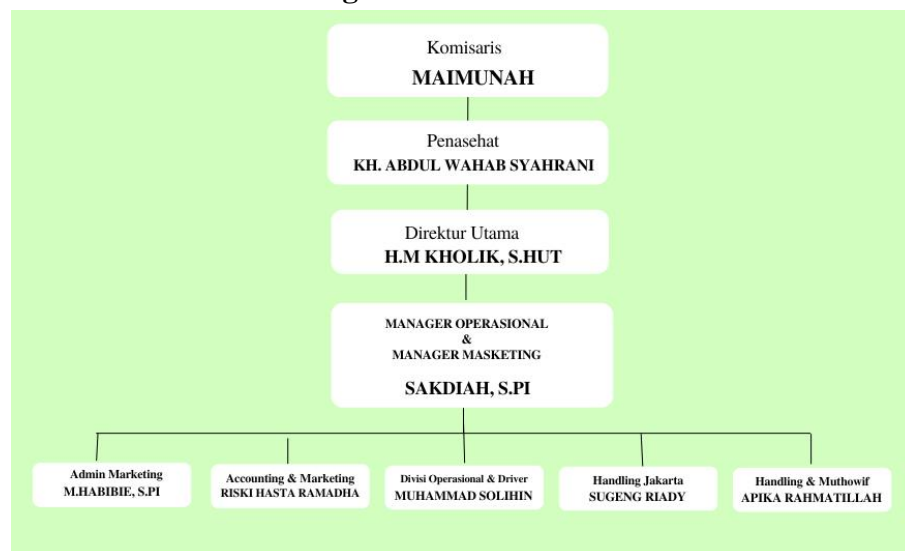 Komisaris
MAIMUNAH
Penasehat
KH. ABDUL WAHAB SYAHRANI
Direktur Utama
H.M KHOLIK, S.HUT
MANAGER OPERASIONAL
&
MANAGER MASKETING
SAKDIAH, S.PI
Admin Marketing
M.HABIBIE, S.PI
Accounting & Marketing
RISKI HASTA RAMADHA
Divisi Operasional & Driver
MUHAMMAD SOLIHIN
Handling Jakarta
SUGENG RIADY
Handling & Muthowif
APIKA RAHMATILLAH